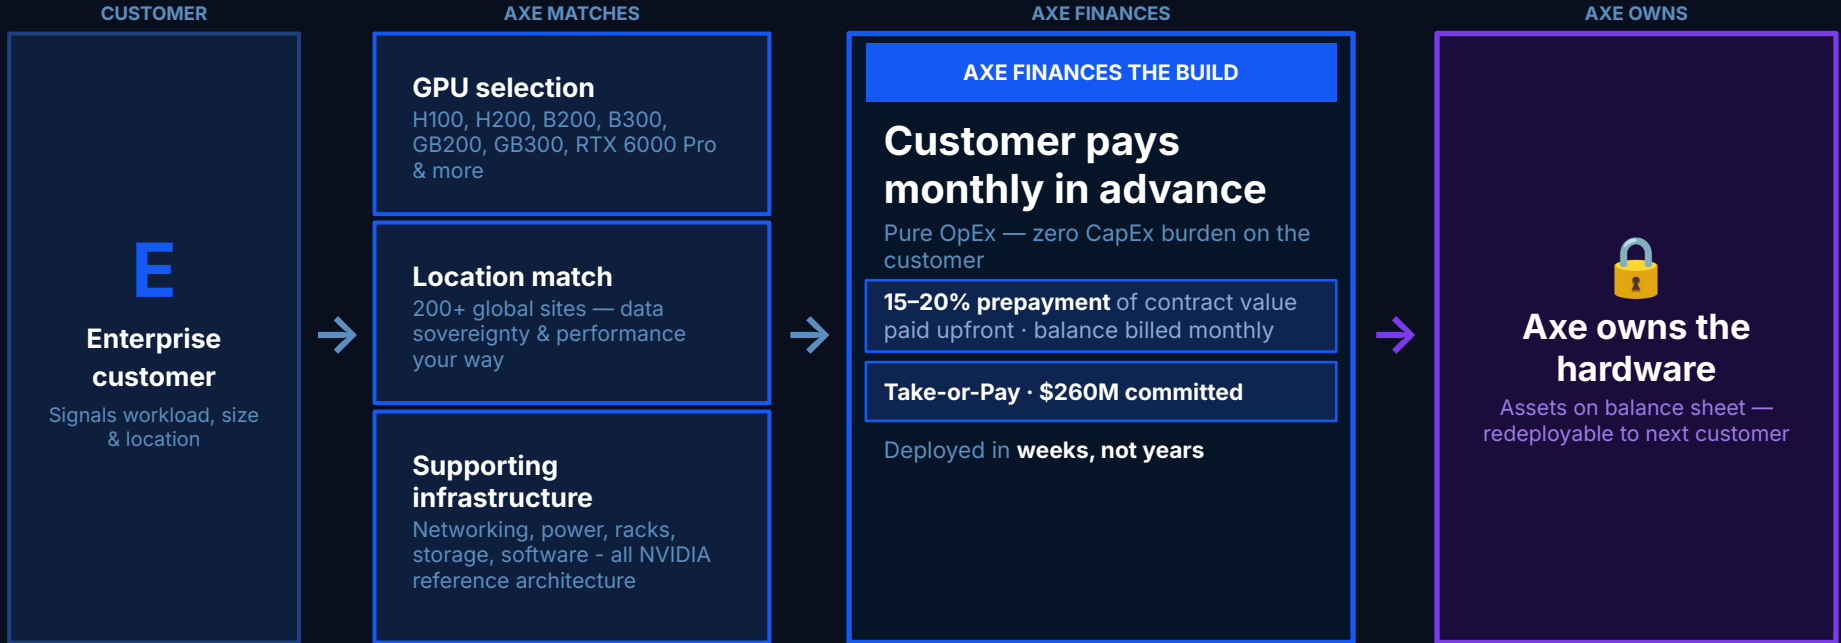 CUSTOMER
E
Enterprise
customer
Signals workload, size
& location
AXE MATCHES
GPU selection
H100, H200, B200, B300,
GB200, GB300, RTX 6000 Pro
& more
Location match
200+ global sites — data
sovereignty & performance
your way
Supporting
infrastructure
Networking, power, racks,
storage, software - all NVIDIA
reference architecture
AXE FINANCES
AXE FINANCES THE BUILD
Customer pays
monthly in advance
Pure OpEx — zero CapEx burden on the
customer
15–20% prepayment of contract value
paid upfront · balance billed monthly
Take-or-Pay · $260M committed
Deployed in weeks, not years
AXE OWNS
Axe owns the
hardware
Assets on balance sheet —
redeployable to next customer